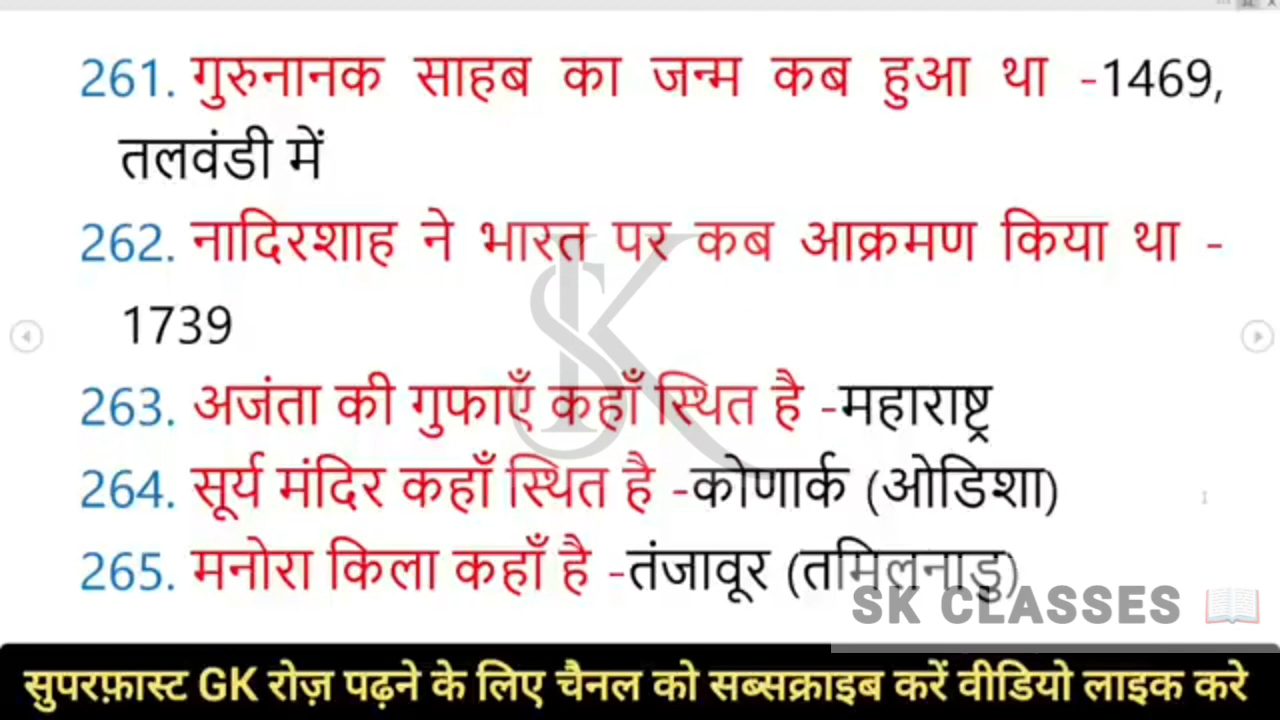 261. गुरुनानक साहब का जन्म कब हुआ था -1469,
तलवंडी में
262. नादिरशाह ने भारत पर कब आक्रमण किया था -
1739
263. अजंता की गुफाएँ कहाँ स्थित है -महाराष्ट्र
264. सूर्य मंदिर कहाँ स्थित है -कोणार्क (ओडिशा)
265. मनोरा किला कहाँ है -तंजावूर (तमिलनाडु)
SK CLASSES
सुपरफ़ास्ट GK रोज़ पढ़ने के लिए चैनल को सब्सक्राइब करें वीडियो लाइक करे